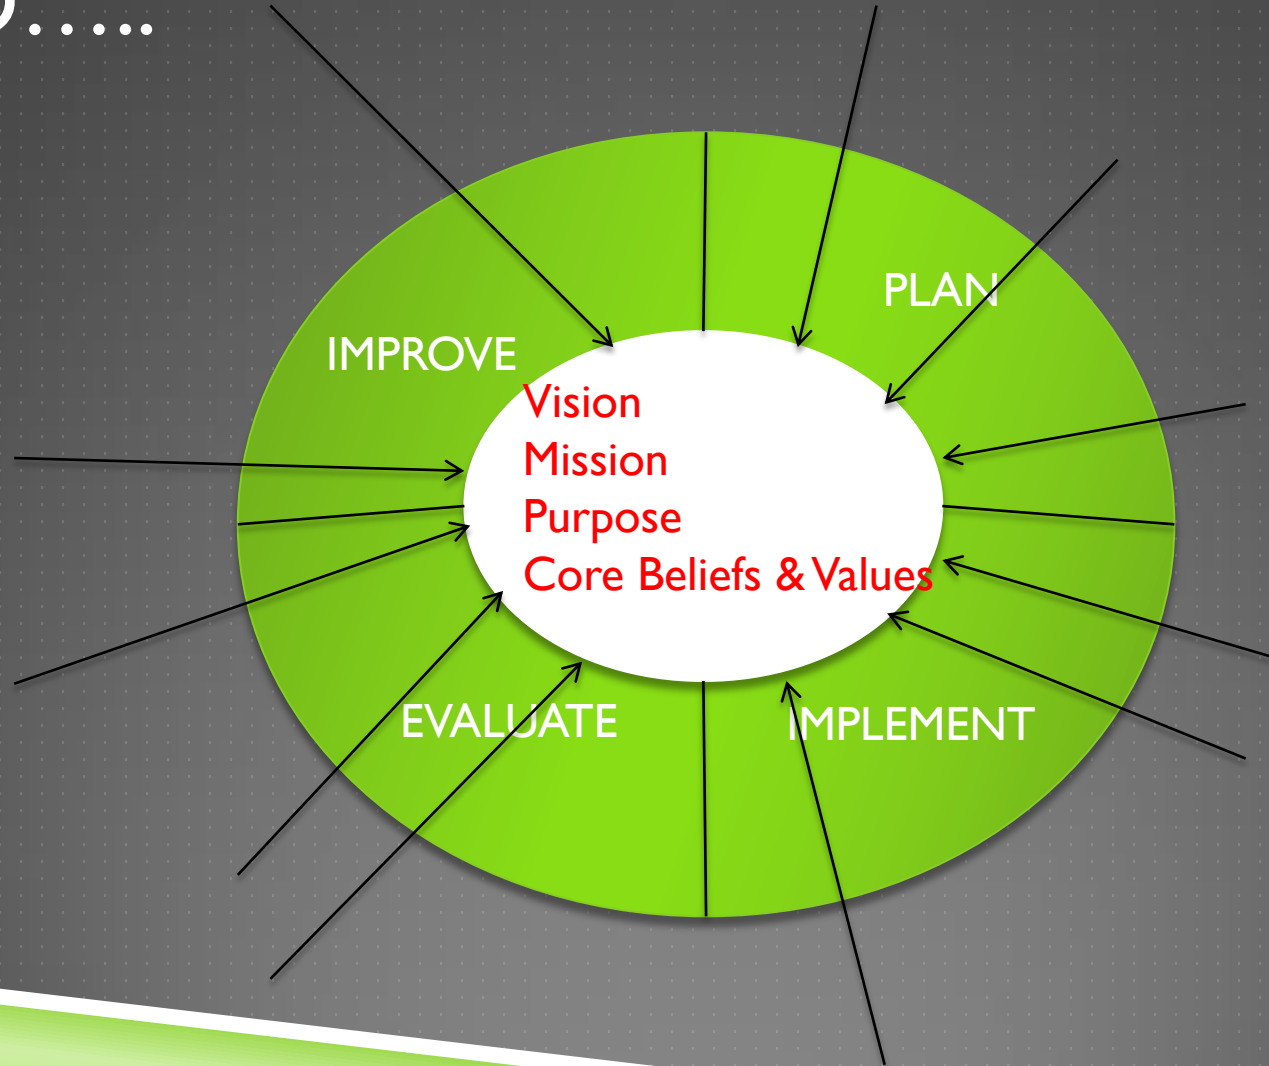 .....
PLAN
IMPROVE
Vision
Mission
Purpose
Core Beliefs & Values
EVALUATE
IMPLEMENT